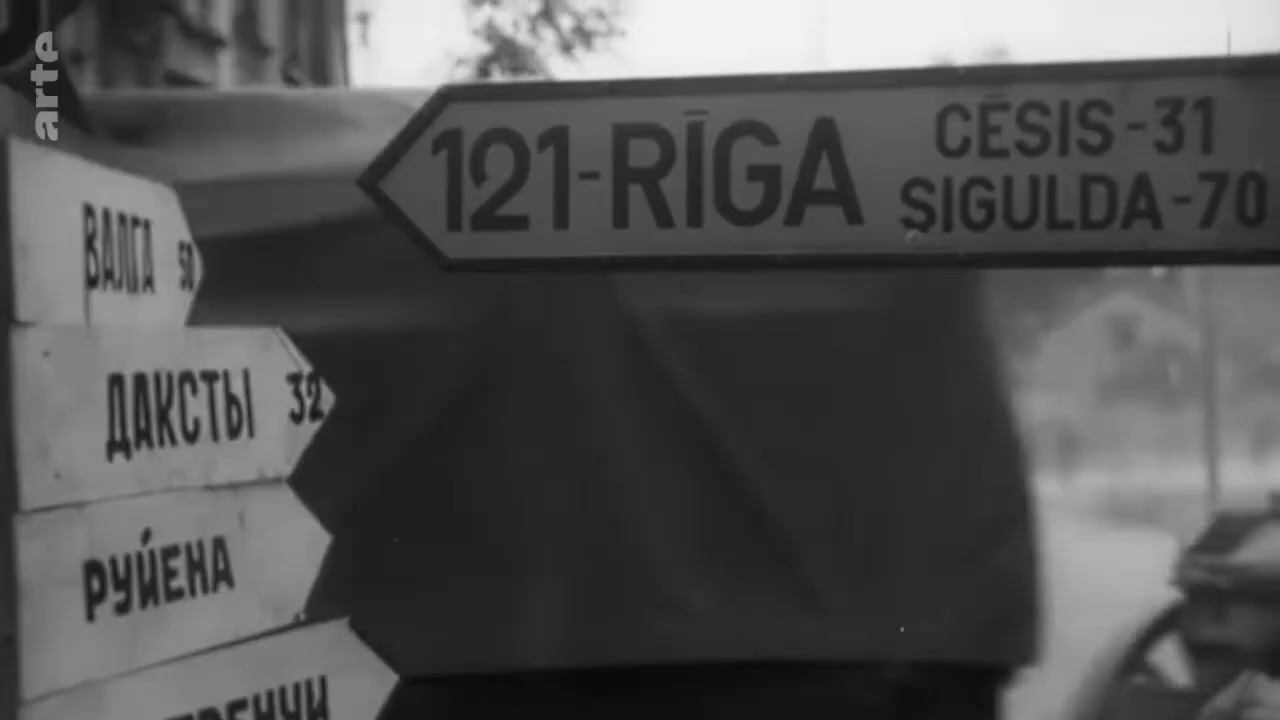 arte
121-RĪGA
CĒSIS-31
SIGULDA-70
ВАЛГА
ДАКСТЫ 32
РУЙЕНА